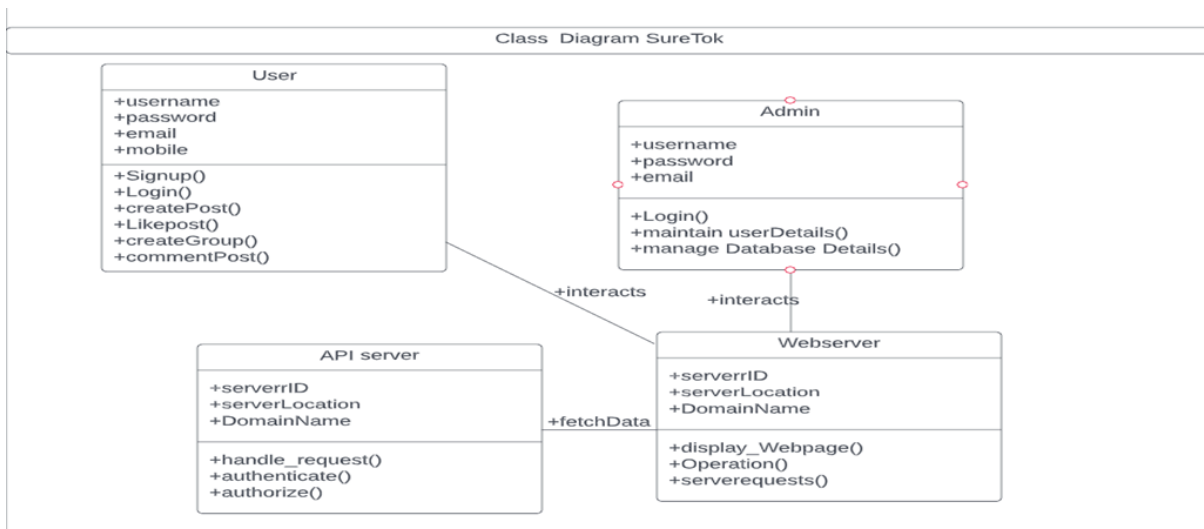 Class Diagram SureTok
User
+username
+password
+email
+mobile
+Signup()
+Login()
+createPost()
+Likepost()
+createGroup()
+commentPost()
Admin
+username
+password
+email
+Login()
+maintain userDetails()
+manage Database Details()
+interacts
+interacts
API server
+serverrID
+serverLocation
+DomainName
+handle_request()
+authenticate()
+authorize()
+fetchData
Webserver
+serverrID
+serverLocation
+DomainName
+display_Webpage()
+Operation()
+serverequests()